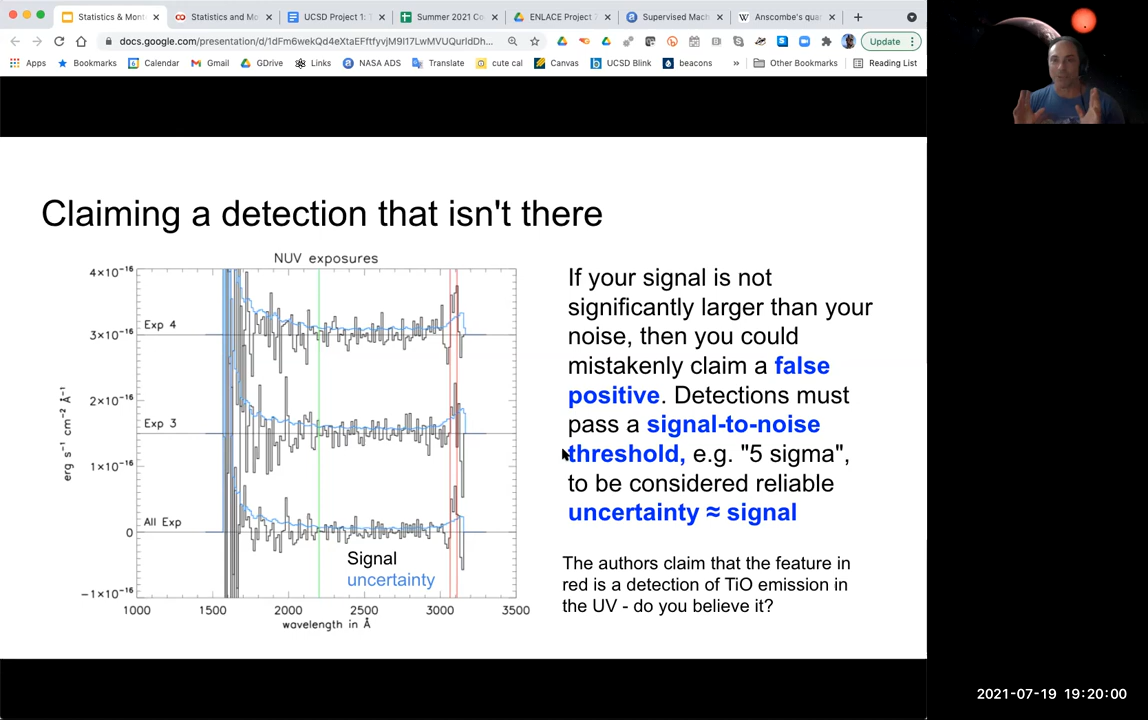 Statistics & Mont
Statistics and Mo
UCSD Project 1: T
Summer 2021 Co
ENLACE Project
Supervised Mach
Anscombe's qua
docs.google.com/presentation/d/1dFm6wekQd4eXtaEFftfyvjM9l17LwMVUQurIdDh...
Update
Apps
Bookmarks
Calendar
Gmail
GDrive
Links
NASA ADS
Translate
cute cal
Canvas
UCSD Blink
beacons
»
Other Bookmarks
Reading List
Claiming a detection that isn't there
NUV exposures
4×10⁻¹⁶
3×10⁻¹⁶
2×10⁻¹⁶
1×10⁻¹⁶
0
−1×10⁻¹⁶
erg s⁻¹ cm⁻² Å⁻¹
Exp 4
Exp 3
All Exp
Signal
uncertainty
1000 1500 2000 2500 3000 3500
wavelength in Å
If your signal is not
significantly larger than your
noise, then you could
mistakenly claim a false
positive. Detections must
pass a signal-to-noise
threshold, e.g. "5 sigma",
to be considered reliable
uncertainty ≈ signal
The authors claim that the feature in
red is a detection of TiO emission in
the UV - do you believe it?
2021-07-19 19:20:00